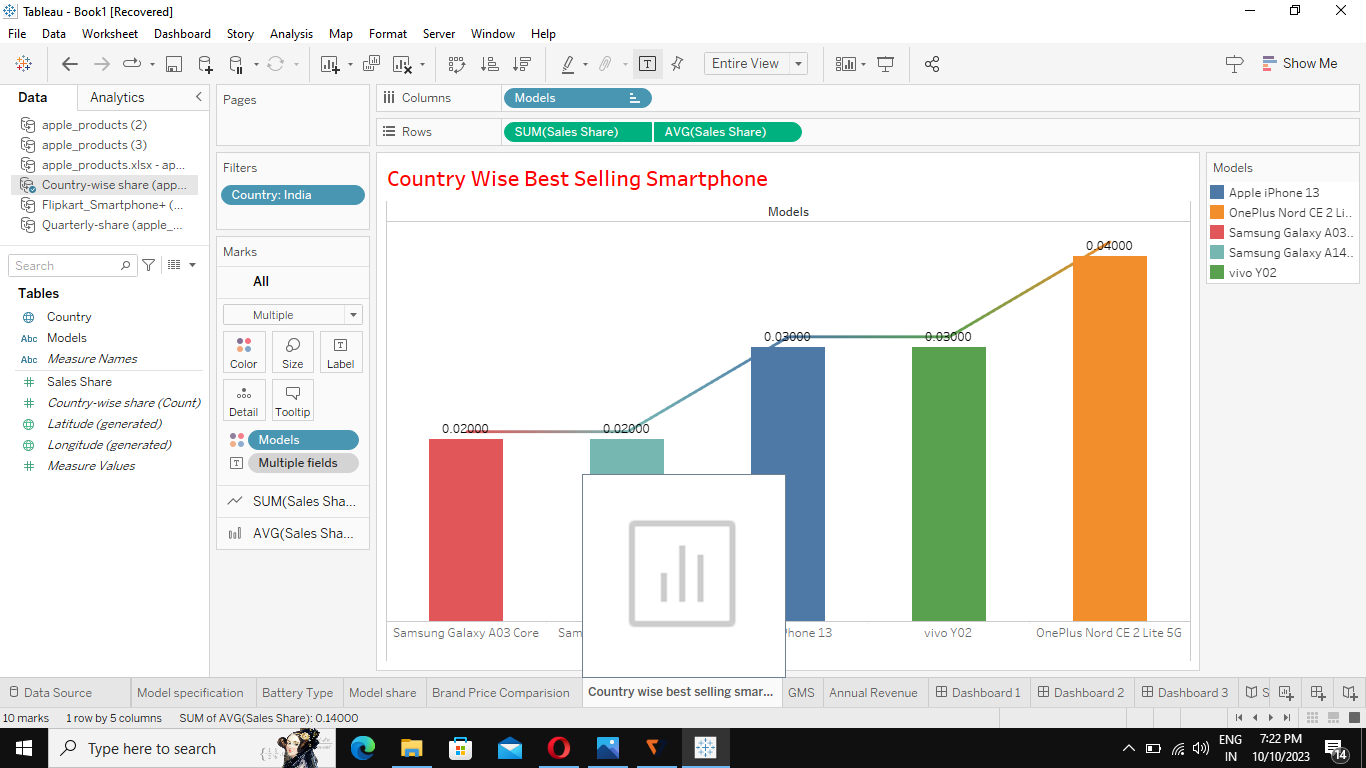 Tableau - Book1 [Recovered]
File Data Worksheet Dashboard Story Analysis Map Format Server Window Help
Entire View
Show Me
Data Analytics
apple_products (2)
apple_products (3)
apple_products.xlsx - ap...
Country-wise share (app...
Flipkart_Smartphone+ (...
Quarterly-share (apple_...
Search
Tables
Country
Abc Models
Abc Measure Names
Sales Share
Country-wise share (Count)
Latitude (generated)
Longitude (generated)
Measure Values
Pages
Filters
Country: India
Marks
All
Multiple
Color Size Label
Detail Tooltip
Models
Multiple fields
SUM(Sales Sha...
AVG(Sales Sha...
Columns Models
Rows SUM(Sales Share) AVG(Sales Share)
Country Wise Best Selling Smartphone
Models
0.04000
0.03000 0.03000
0.02000 0.02000
Samsung Galaxy A03 Core Sam hone 13 vivo Y02 OnePlus Nord CE 2 Lite 5G
Models
Apple iPhone 13
OnePlus Nord CE 2 Li..
Samsung Galaxy A03..
Samsung Galaxy A14..
vivo Y02
Data Source Model specification Battery Type Model share Brand Price Comparision Country wise best selling smar... GMS Annual Revenue Dashboard 1 Dashboard 2 Dashboard 3 S
10 marks 1 row by 5 columns SUM of AVG(Sales Share): 0.14000
Type here to search
ENG
IN
7:22 PM
10/10/2023
14